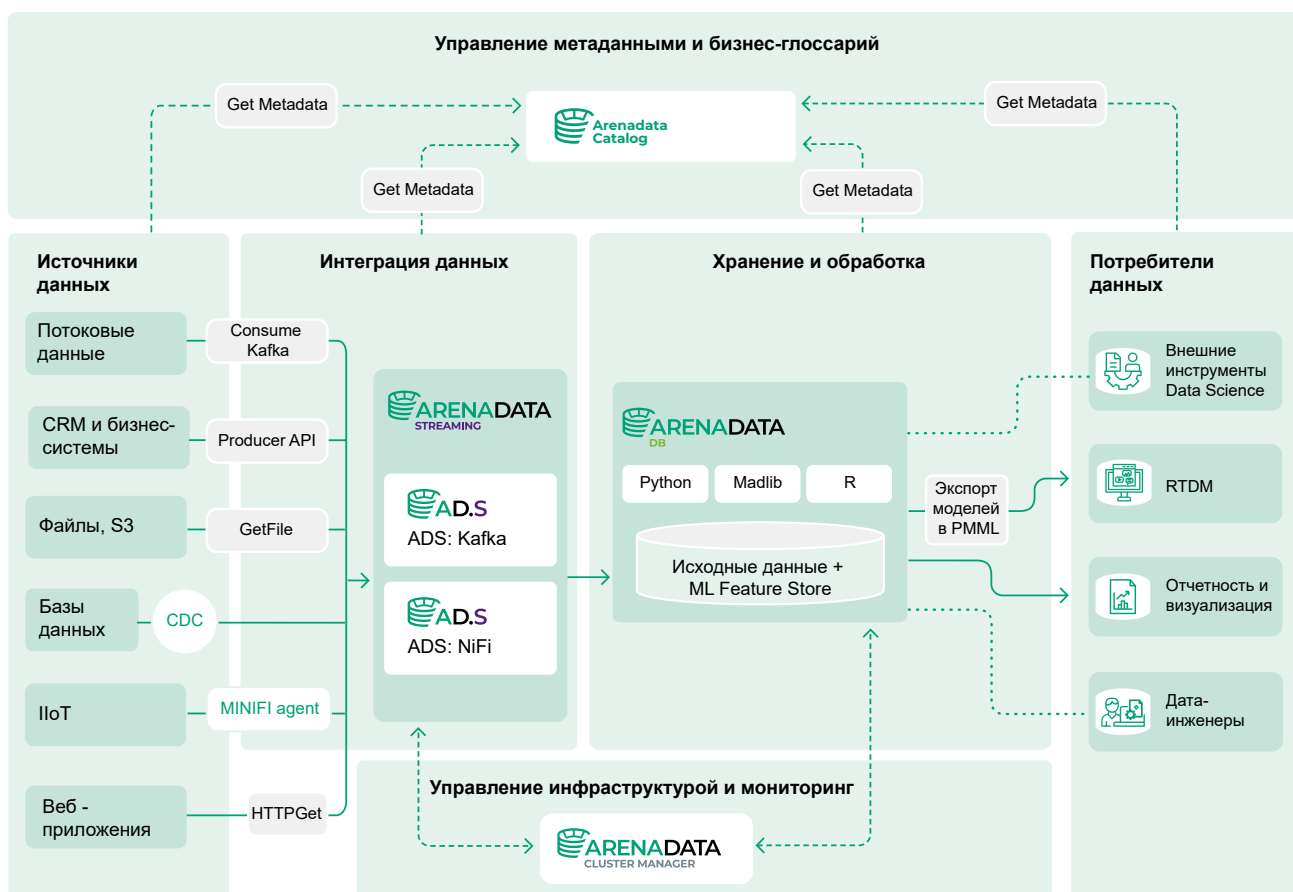 Управление метаданными и бизнес-глоссарий
Get Metadata
Get Metadata
Arenadata
Catalog
Get Metadata
Get Metadata
Источники
данных
Потоковые
данные
Consume
Kafka
CRM и бизнес-
системы
Producer API
Файлы, S3
GetFile
Базы
данных
CDC
IIoT
MINIFI agent
Веб -
приложения
HTTPGet
Интеграция данных
ARENADATA
STREAMING
AD.S
ADS: Kafka
AD.S
ADS: NiFi
Хранение и обработка
ARENADATA
DB
Python
Madlib
R
Исходные данные +
ML Feature Store
Экспорт
моделей
в PMML
Потребители
данных
Внешние
инструменты
Data Science
RTDM
Отчетность и
визуализация
Дата-
инженеры
Управление инфраструктурой и мониторинг
ARENADATA
CLUSTER MANAGER